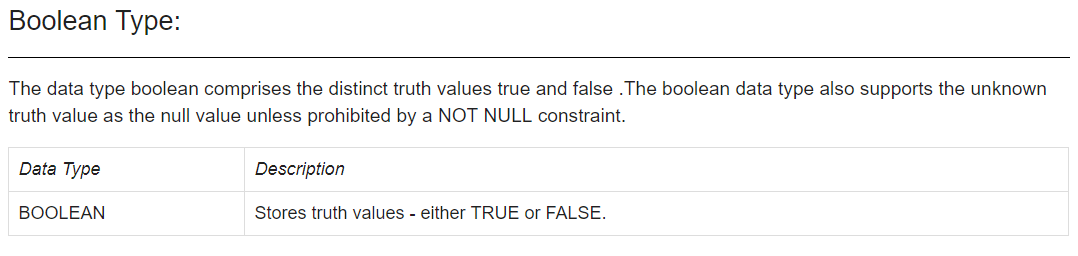 Boolean Type:
The data type boolean comprises the distinct truth values true and false .The boolean data type also supports the unknown
truth value as the null value unless prohibited by a NOT NULL constraint.
Data Type Description
BOOLEAN Stores truth values - either TRUE or FALSE.